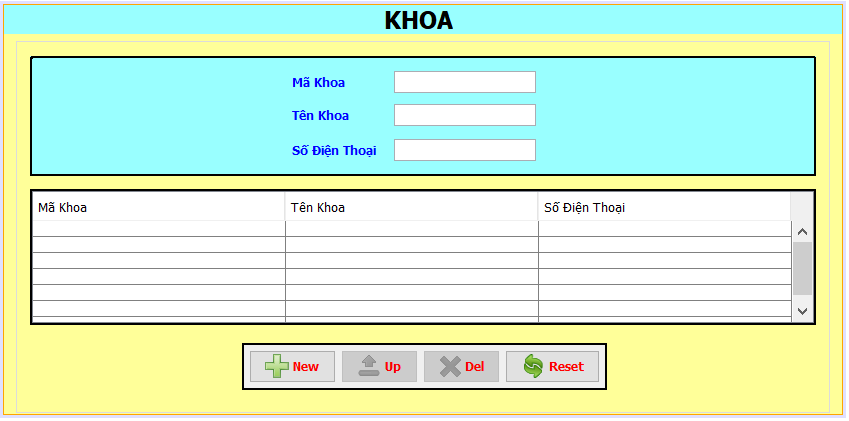 KHOA
Mã Khoa
Tên Khoa
Số Điện Thoại
Mã Khoa Tên Khoa Số Điện Thoại
New Up Del Reset